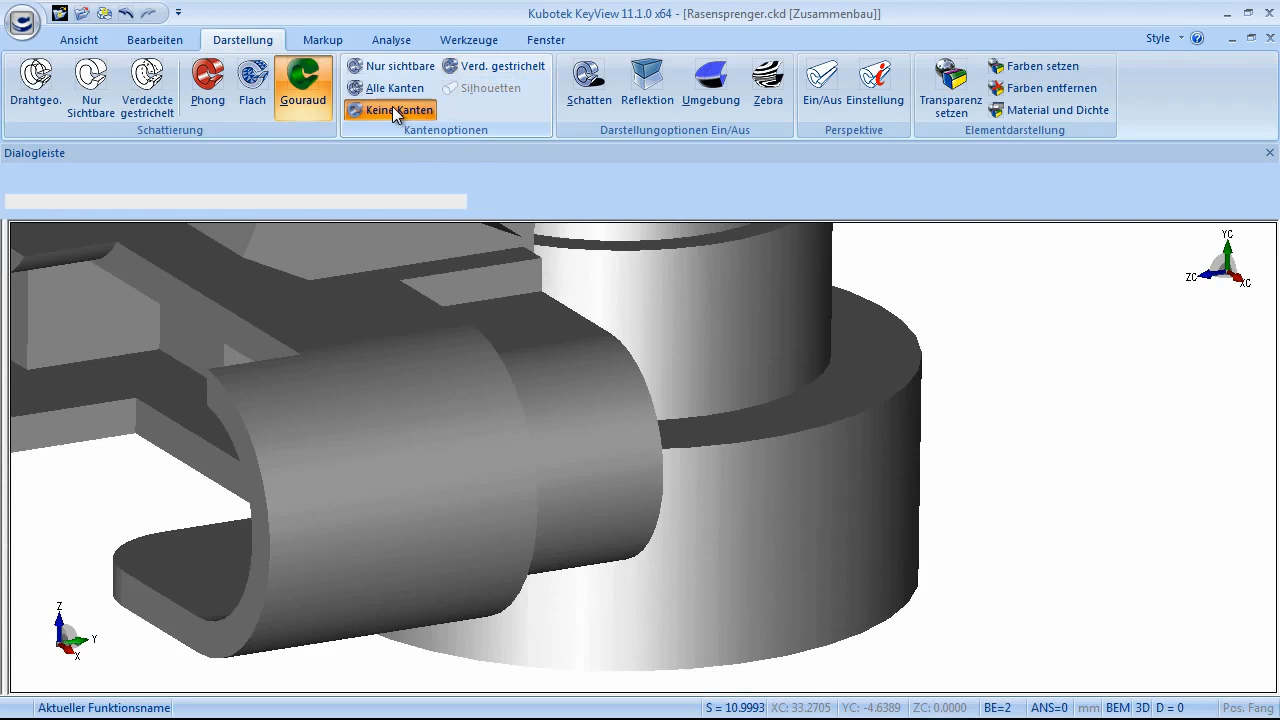 Kubotek KeyView 11.1.0 x64 - [Rasensprenger.ckd [Zusammenbau]]
Ansicht Bearbeiten Darstellung Markup Analyse Werkzeuge Fenster Style
Drahtgeo. Nur Sichtbare Verdeckte gestrichelt Phong Flach Gouraud
Schattierung
Nur sichtbare Verd. gestrichelt
Alle Kanten Silhouetten
Keine Kanten
Kantenoptionen
Schatten Reflektion Umgebung Zebra
Darstellungoptionen Ein/Aus
Ein/Aus Einstellung
Perspektive
Transparenz setzen
Farben setzen
Farben entfernen
Material und Dichte
Elementdarstellung
Dialogleiste
YC
ZC
XC
Z
Y
X
Aktueller Funktionsname S = 10.9993 XC: 33.2705 YC: -4.6389 ZC: 0.0000 BE=2 ANS=0 mm BEM 3D D = 0 Pos. Fang